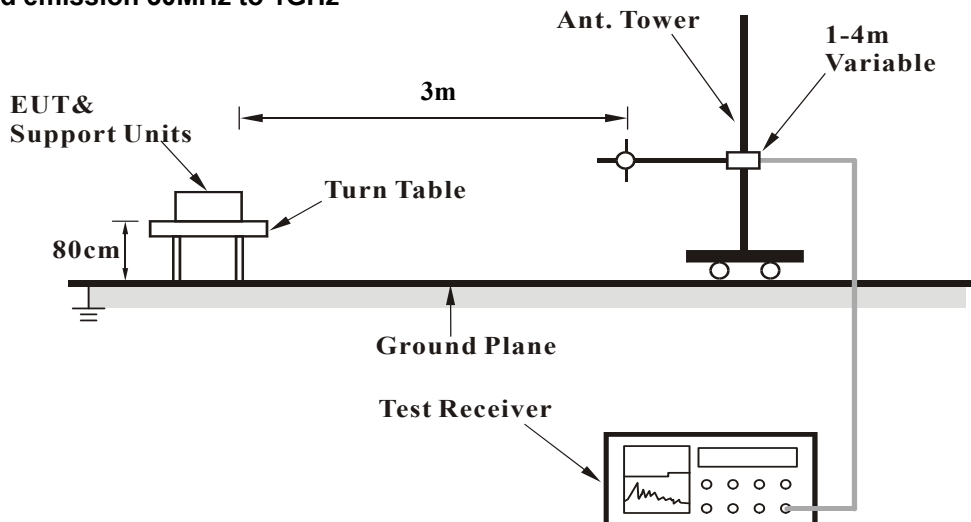 Ant. Tower
1-4m
Variable
3m
EUT&
Support Units
Turn Table
80cm
Ground Plane
Test Receiver